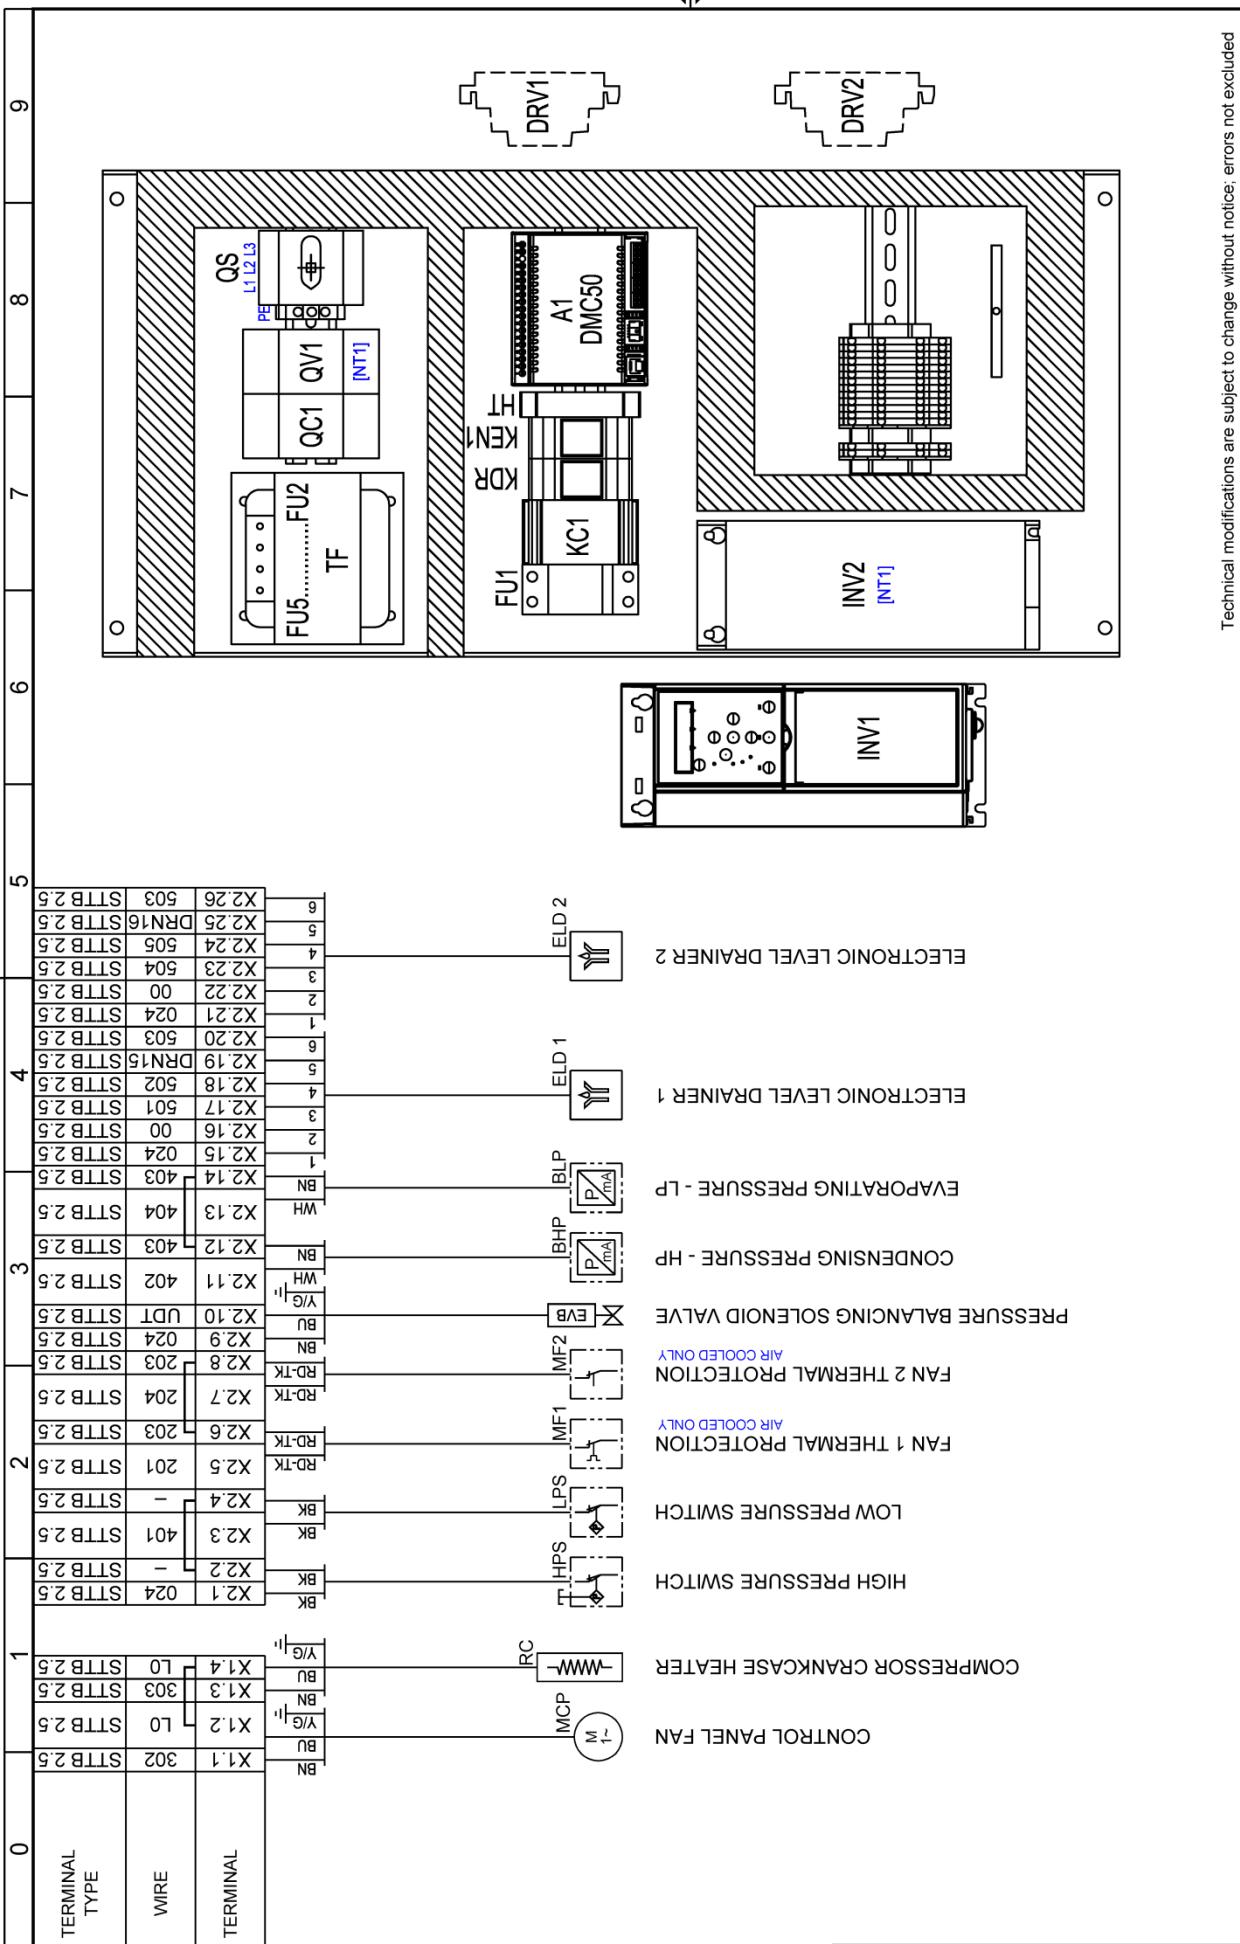 0 1 2 3 4 5 6 7 8 9
TERMINAL TYPE
WIRE
TERMINAL
X1.1 302 STTB 2.5
X1.2 L0 STTB 2.5
X1.3 303 STTB 2.5
X1.4 L0 STTB 2.5
X2.1 024 STTB 2.5
X2.2 – STTB 2.5
X2.3 401 STTB 2.5
X2.4 – STTB 2.5
X2.5 201 STTB 2.5
X2.6 203 STTB 2.5
X2.7 204 STTB 2.5
X2.8 203 STTB 2.5
X2.9 024 STTB 2.5
X2.10 UDT STTB 2.5
X2.11 402 STTB 2.5
X2.12 403 STTB 2.5
X2.13 404 STTB 2.5
X2.14 403 STTB 2.5
X2.15 024 STTB 2.5
X2.16 00 STTB 2.5
X2.17 501 STTB 2.5
X2.18 502 STTB 2.5
X2.19 DRN15 STTB 2.5
X2.20 503 STTB 2.5
X2.21 024 STTB 2.5
X2.22 00 STTB 2.5
X2.23 504 STTB 2.5
X2.24 505 STTB 2.5
X2.25 DRN16 STTB 2.5
X2.26 503 STTB 2.5
BN
BU
Y/G
BN
BU
Y/G
BK
BK
BK
BK
RD-TK
RD-TK
RD-TK
RD-TK
BN
BU
Y/G
WH
BN
WH
BN
1
2
3
4
5
6
1
2
3
4
5
6
MCP
M
1~
CONTROL PANEL FAN
RC
COMPRESSOR CRANKCASE HEATER
HPS
P
HIGH PRESSURE SWITCH
LPS
P
LOW PRESSURE SWITCH
MF1
FAN 1 THERMAL PROTECTION
AIR COOLED ONLY
MF2
FAN 2 THERMAL PROTECTION
AIR COOLED ONLY
EVB
PRESSURE BALANCING SOLENOID VALVE
BHP
P/mA
CONDENSING PRESSURE - HP
BLP
P/mA
EVAPORATING PRESSURE - LP
ELD 1
ELECTRONIC LEVEL DRAINER 1
ELD 2
ELECTRONIC LEVEL DRAINER 2
INV1
FU5..............FU2
TF
QC1
QV1
[NT1]
PE
QS
L1 L2 L3
FU1
KC1
KDR
KEN1
HT
A1
DMC50
INV2
[NT1]
DRV1
DRV2
Technical modifications are subject to change without notice; errors not excluded